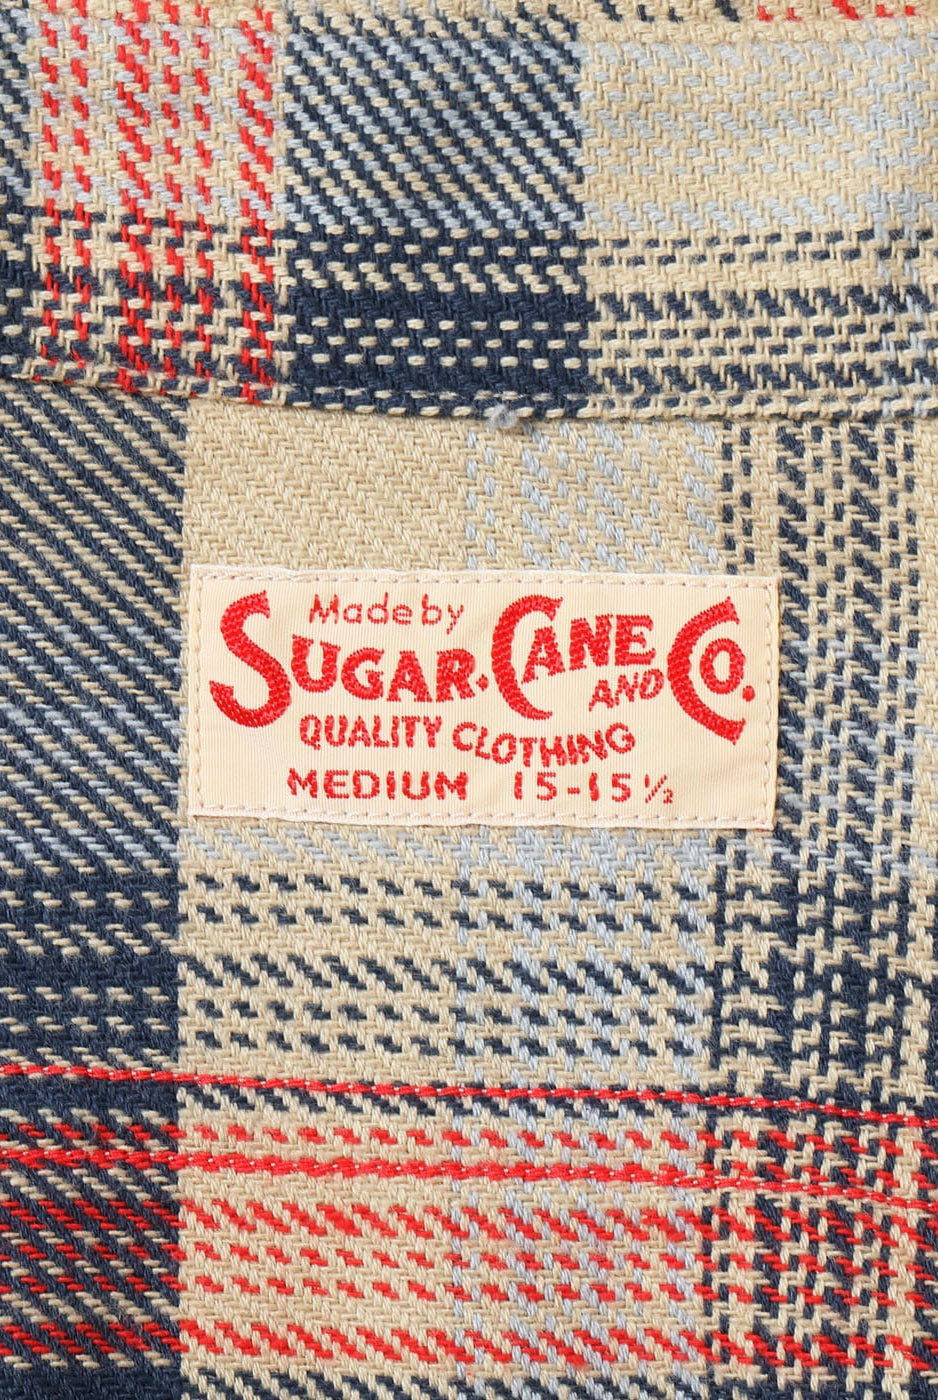 Made by
SUGAR. CANE AND CO.
QUALITY CLOTHING
MEDIUM 15-15½